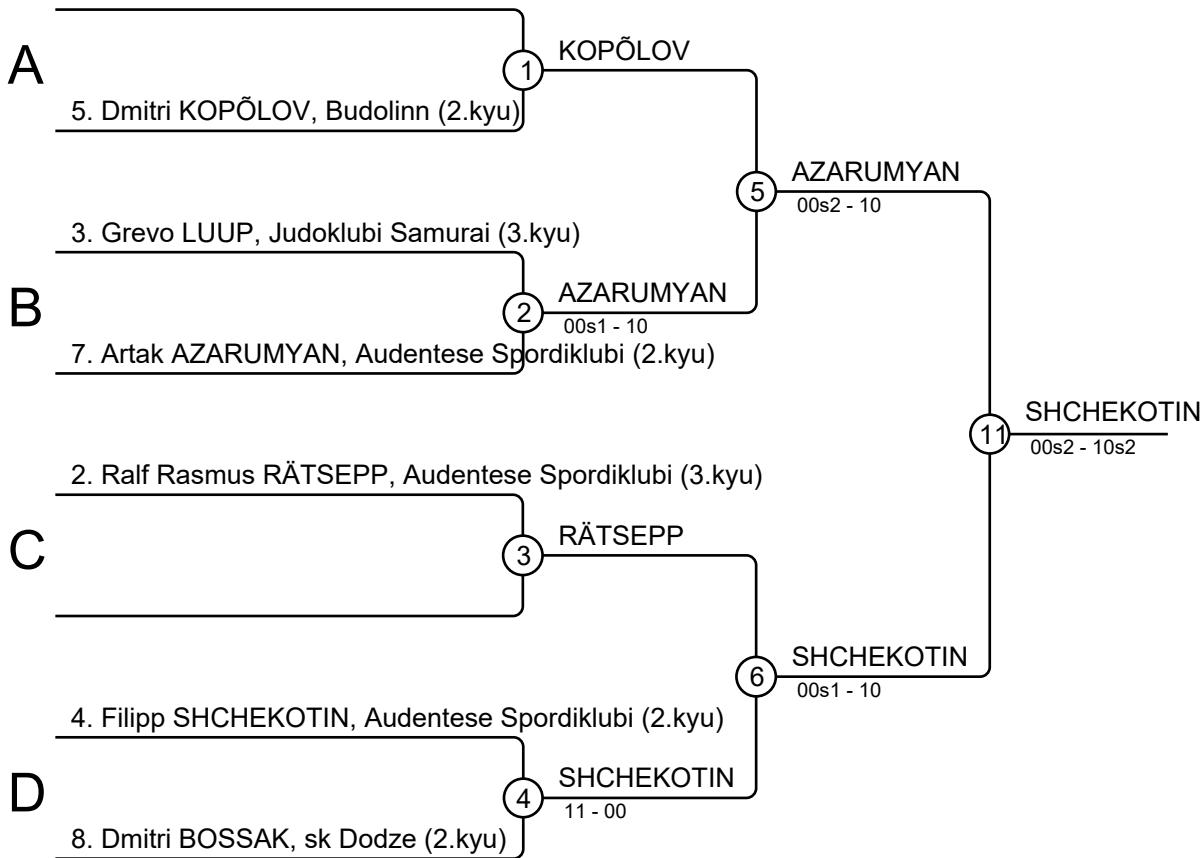 A
1
KOPÕLOV
5. Dmitri KOPÕLOV, Budolinn (2.kyu)
5
AZARUMYAN
00s2 - 10
3. Grevo LUUP, Judoklubi Samurai (3.kyu)
B
2
AZARUMYAN
00s1 - 10
7. Artak AZARUMYAN, Audentese Spordiklubi (2.kyu)
11
SHCHEKOTIN
00s2 - 10s2
2. Ralf Rasmus RÄTSEPP, Audentese Spordiklubi (3.kyu)
C
3
RÄTSEPP
6
SHCHEKOTIN
00s1 - 10
4. Filipp SHCHEKOTIN, Audentese Spordiklubi (2.kyu)
D
4
SHCHEKOTIN
11 - 00
8. Dmitri BOSSAK, sk Dodze (2.kyu)